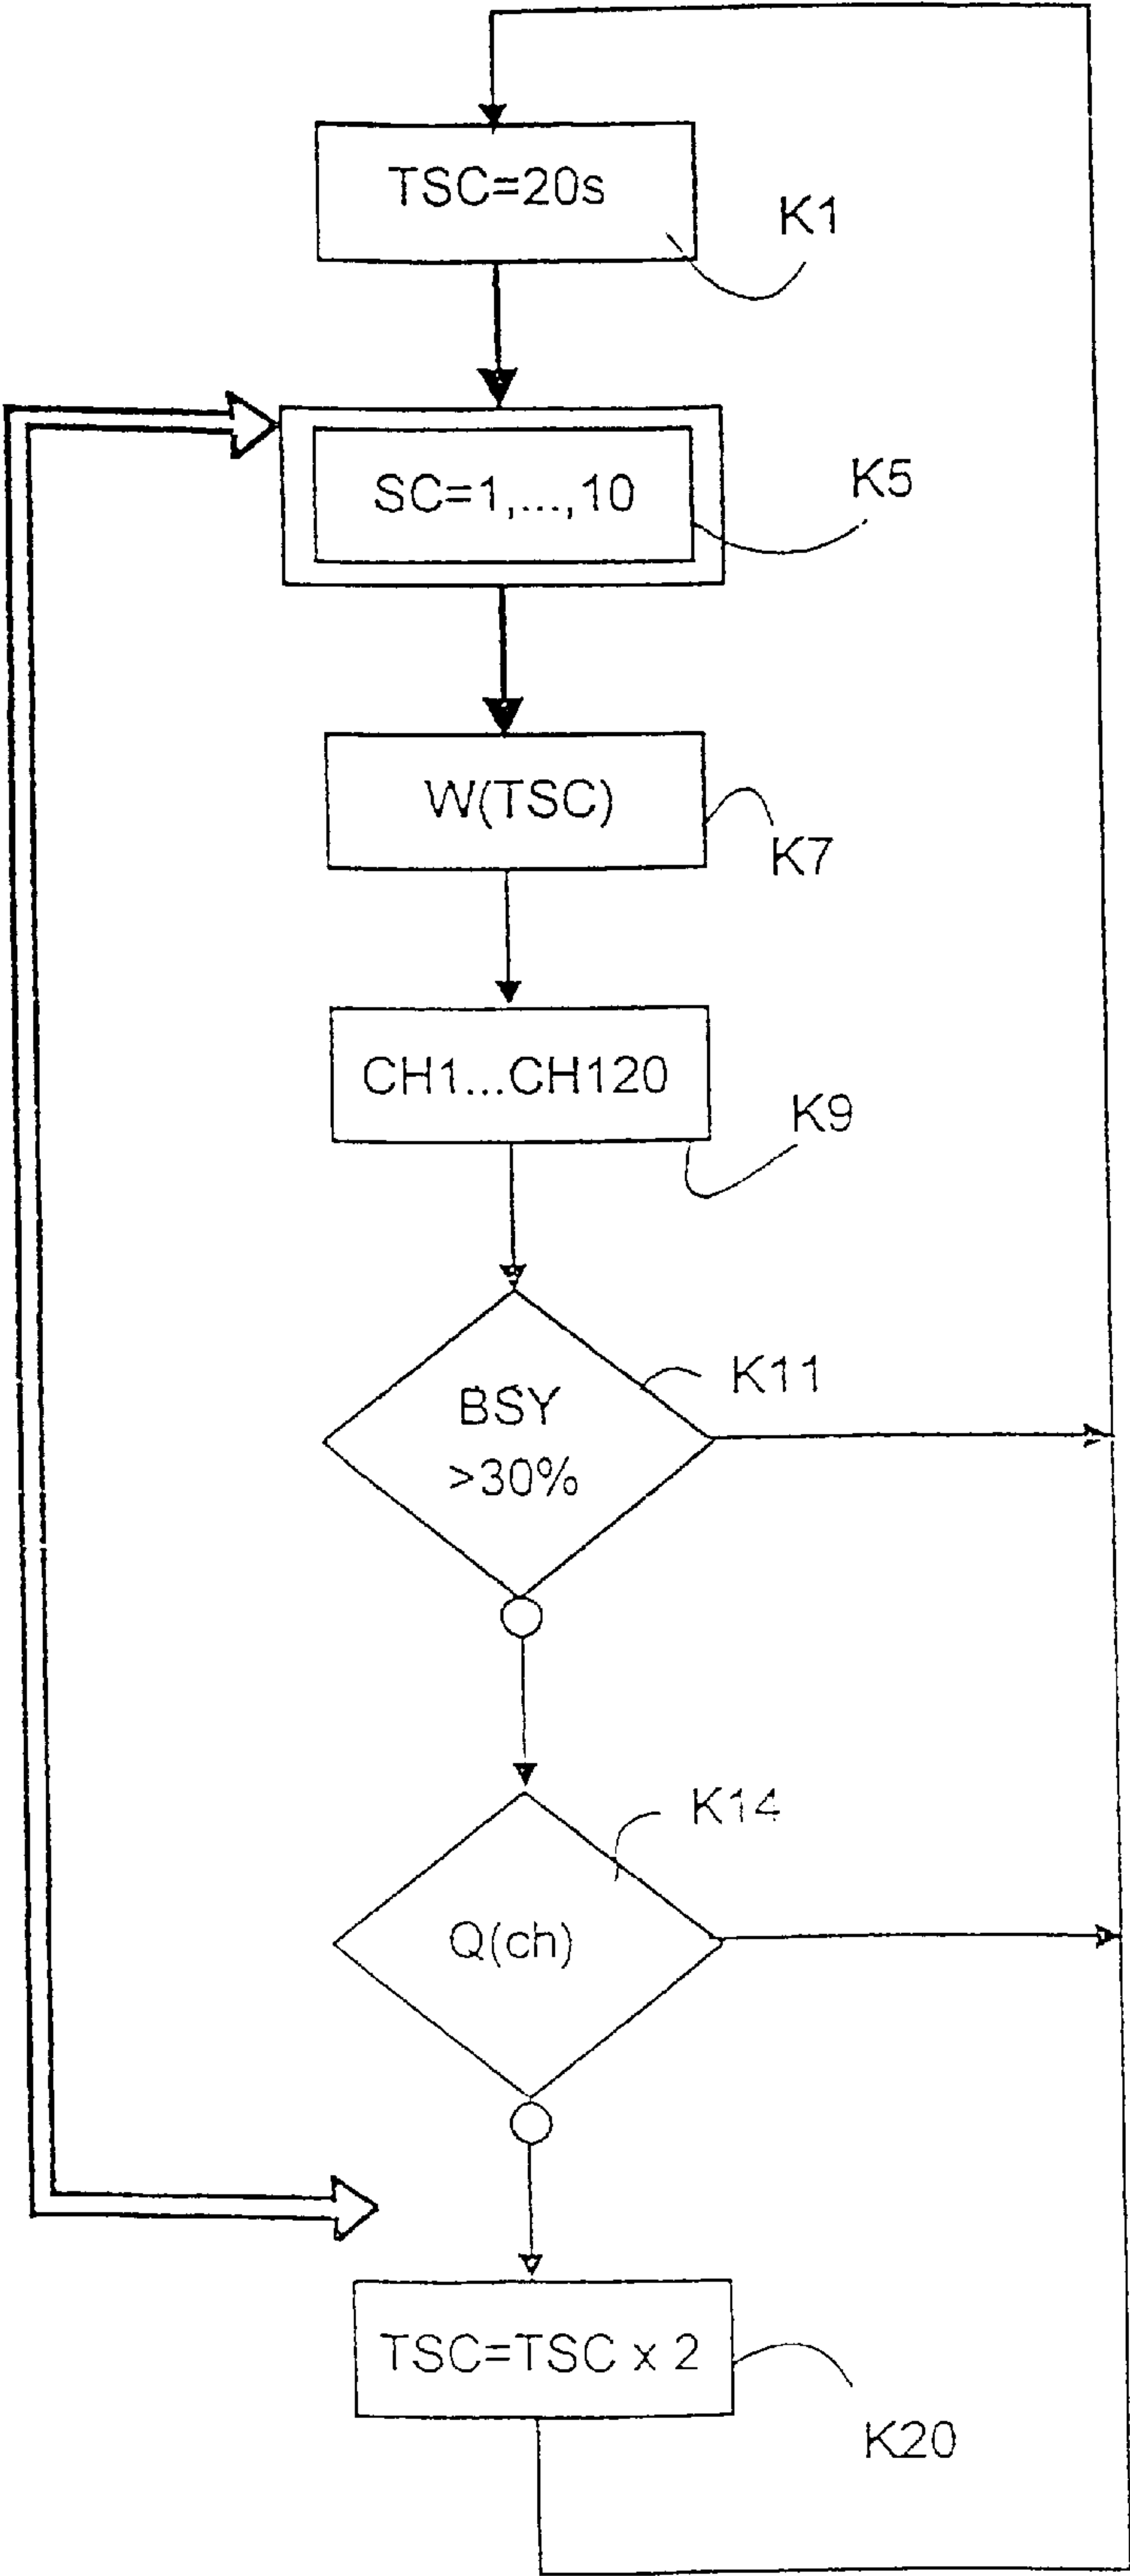 TSC=20s
K1
SC=1,...,10
K5
W(TSC)
K7
CH1...CH120
K9
BSY
>30%
K11
Q(ch)
K14
TSC=TSC x 2
K20